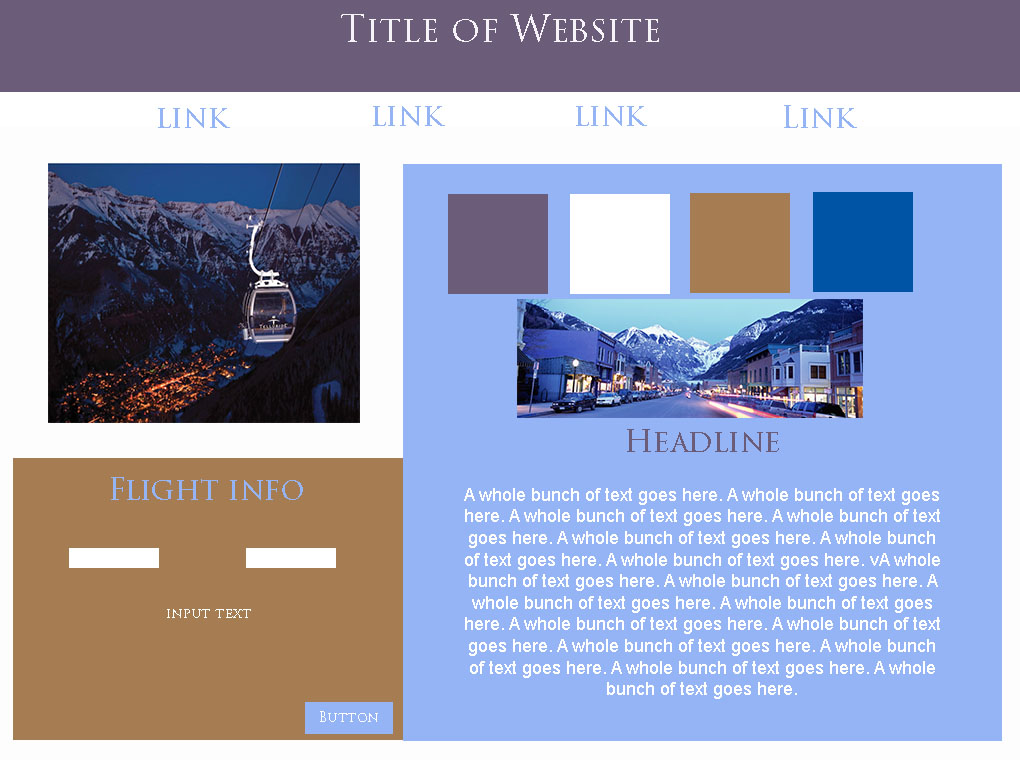 Title of Website
LINK
LINK
LINK
Link
TELLURIDE
Headline
Flight info
A whole bunch of text goes here. A whole bunch of text goes
here. A whole bunch of text goes here. A whole bunch of text
goes here. A whole bunch of text goes here. A whole bunch
of text goes here. A whole bunch of text goes here. vA whole
bunch of text goes here. A whole bunch of text goes here. A
whole bunch of text goes here. A whole bunch of text goes
here. A whole bunch of text goes here. A whole bunch of text
goes here. A whole bunch of text goes here. A whole bunch
of text goes here. A whole bunch of text goes here. A whole
bunch of text goes here.
input text
Button